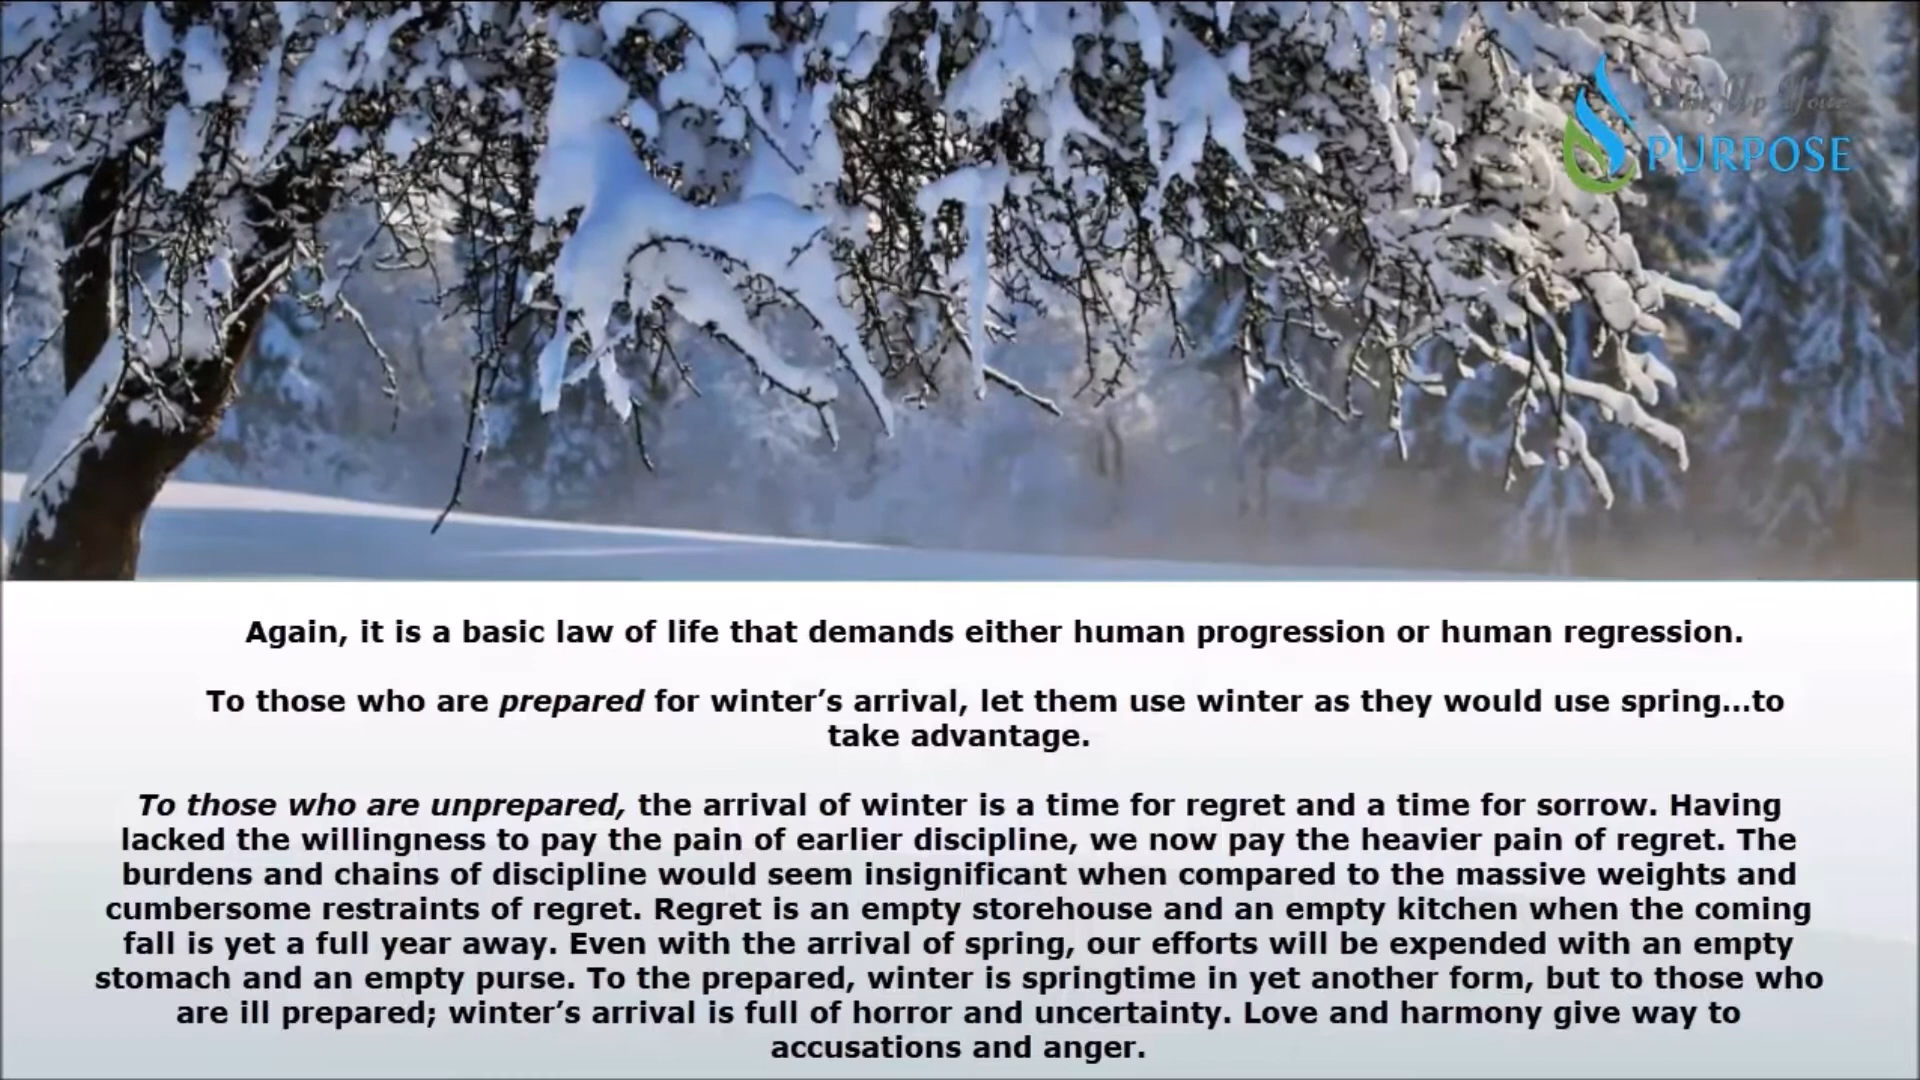 Up Your
PURPOSE
Again, it is a basic law of life that demands either human progression or human regression.
To those who are prepared for winter’s arrival, let them use winter as they would use spring...to
take advantage.
To those who are unprepared, the arrival of winter is a time for regret and a time for sorrow. Having
lacked the willingness to pay the pain of earlier discipline, we now pay the heavier pain of regret. The
burdens and chains of discipline would seem insignificant when compared to the massive weights and
cumbersome restraints of regret. Regret is an empty storehouse and an empty kitchen when the coming
fall is yet a full year away. Even with the arrival of spring, our efforts will be expended with an empty
stomach and an empty purse. To the prepared, winter is springtime in yet another form, but to those who
are ill prepared; winter’s arrival is full of horror and uncertainty. Love and harmony give way to
accusations and anger.